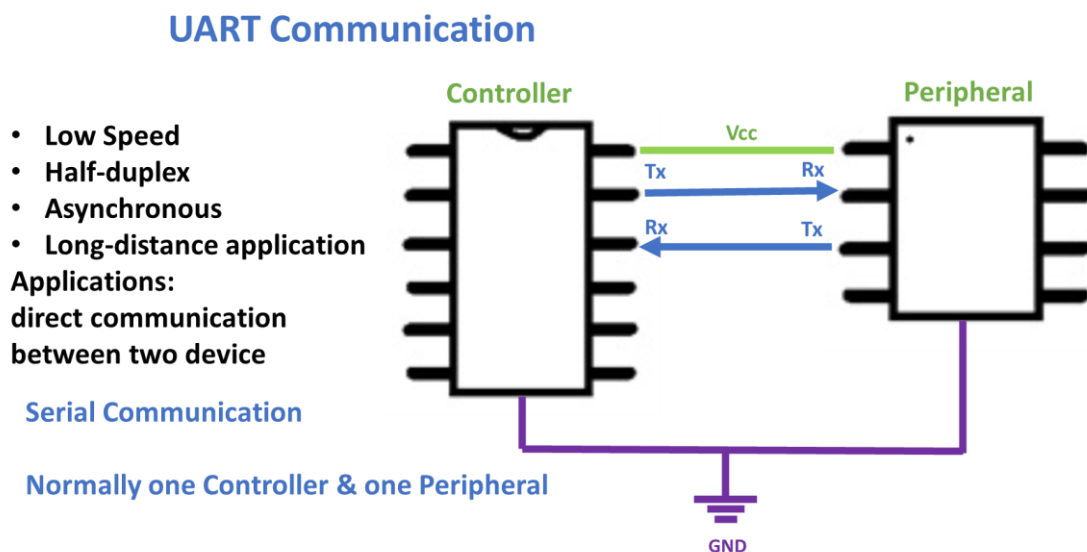 UART Communication
• Low Speed
• Half-duplex
• Asynchronous
• Long-distance application
Applications:
direct communication
between two device
Serial Communication
Normally one Controller & one Peripheral
Controller
Peripheral
Vcc
Tx
Rx
Rx
Tx
GND